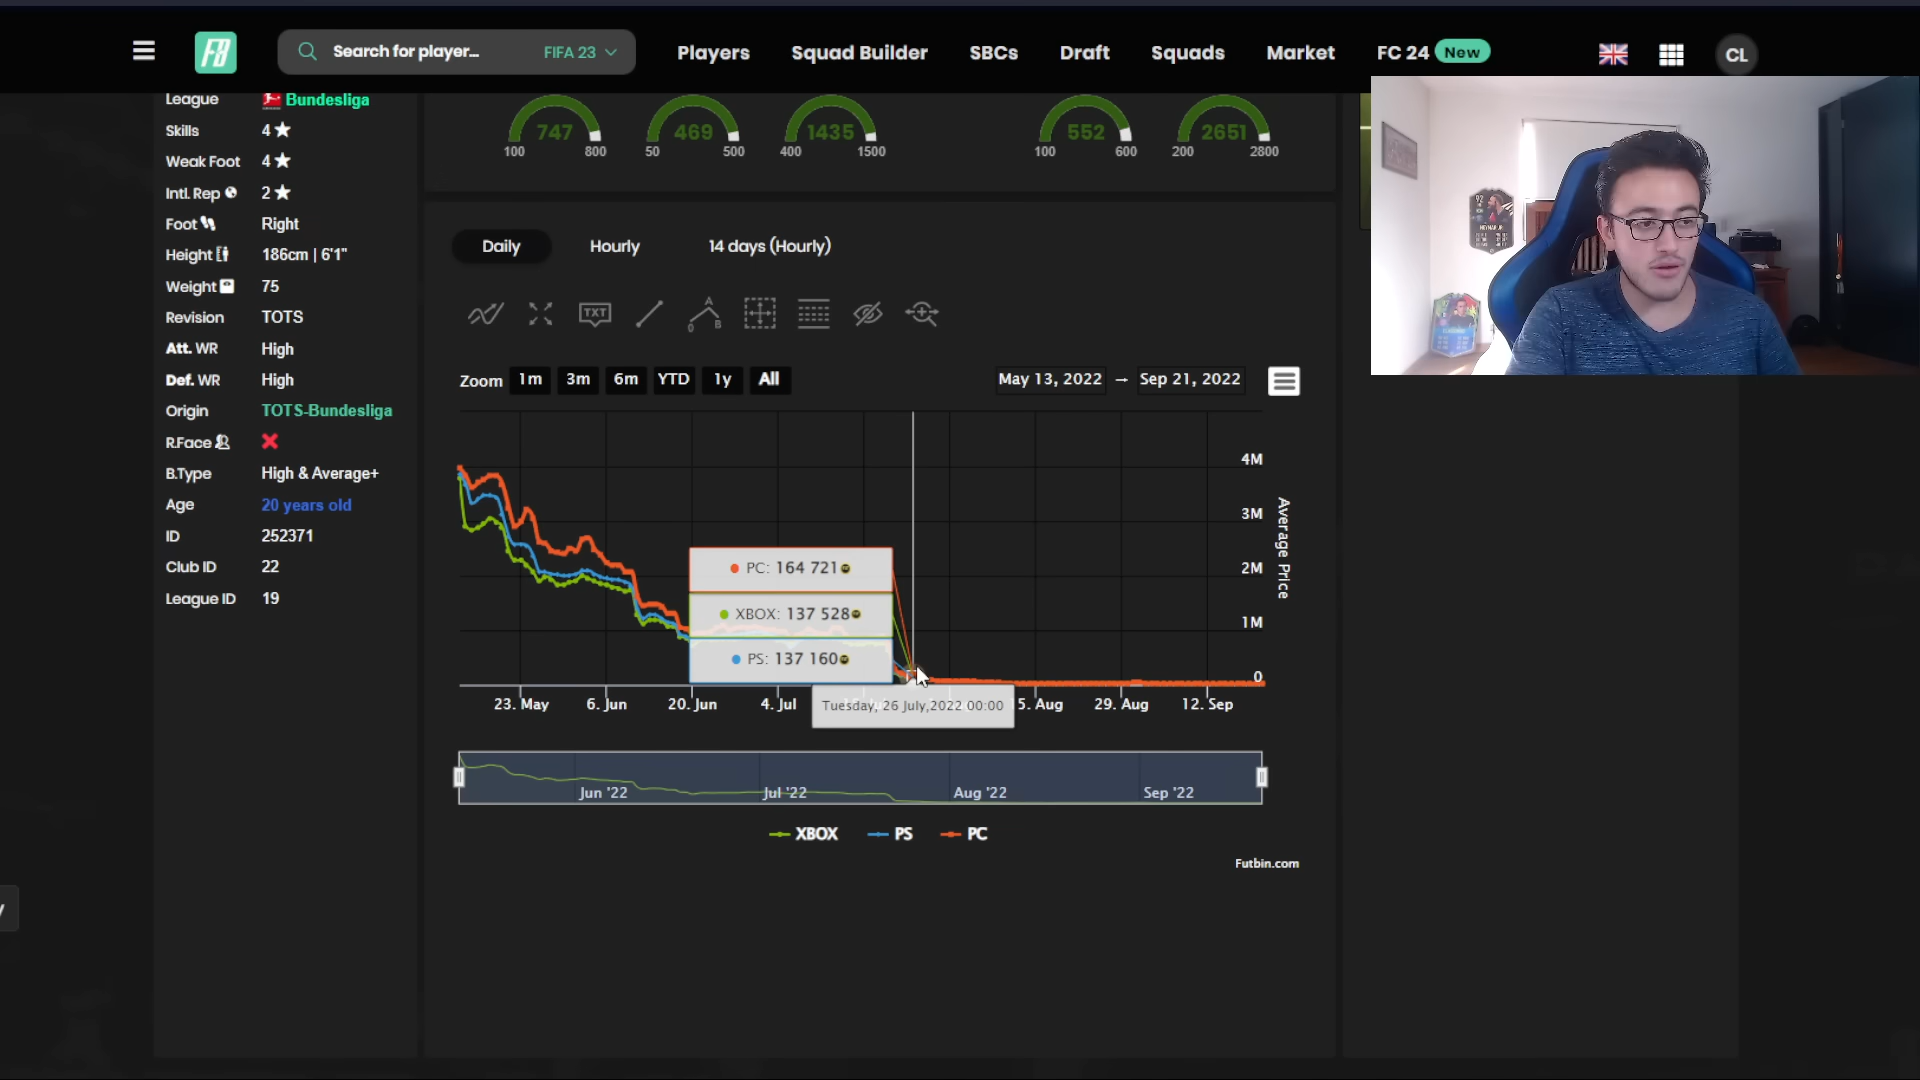 FB
Search for player...
FIFA 23
Players
Squad Builder
SBCs
Draft
Squads
Market
FC 24 New
CL
League Bundesliga
Skills 4
Weak Foot 4
Intl. Rep 2
Foot Right
Height 186cm | 6'1"
Weight 75
Revision TOTS
Att. WR High
Def. WR High
Origin TOTS-Bundesliga
R.Face
B.Type High & Average+
Age 20 years old
ID 252371
Club ID 22
League ID 19
747
100 800
469
50 500
1435
400 1500
552
100 600
2651
200 2800
Daily
Hourly
14 days (Hourly)
TXT
A
0 B
Zoom 1m 3m 6m YTD 1y All
May 13, 2022 → Sep 21, 2022
4M
3M
2M
1M
0
Average Price
PC: 164 721
XBOX: 137 528
PS: 137 160
23. May 6. Jun 20. Jun 4. Jul 5. Aug 29. Aug 12. Sep
Tuesday, 26 July, 2022 00:00
Jun '22 Jul '22 Aug '22 Sep '22
XBOX PS PC
Futbin.com
92
NEYMAR JR